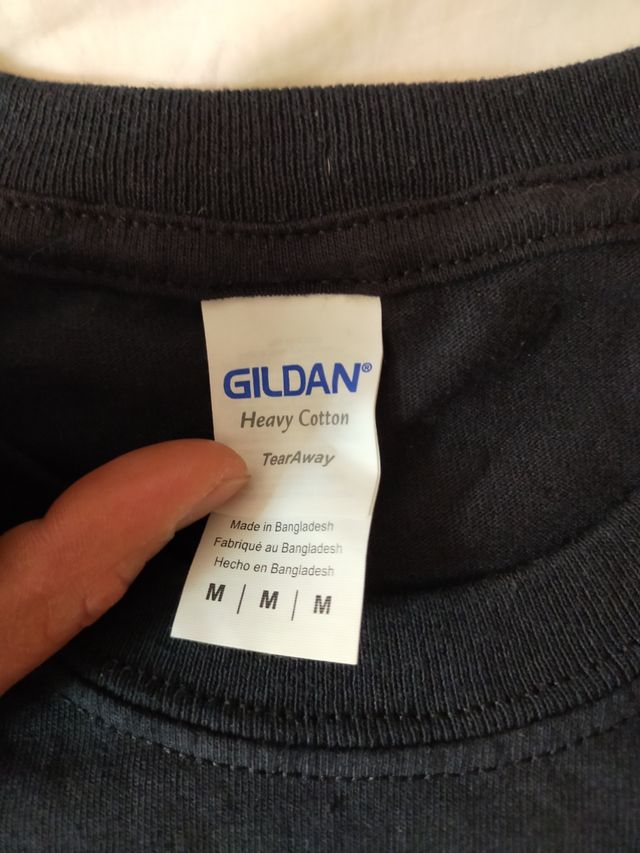 GILDAN®
Heavy Cotton
TearAway
Made in Bangladesh
Fabriqué au Bangladesh
Hecho en Bangladesh
M | M | M